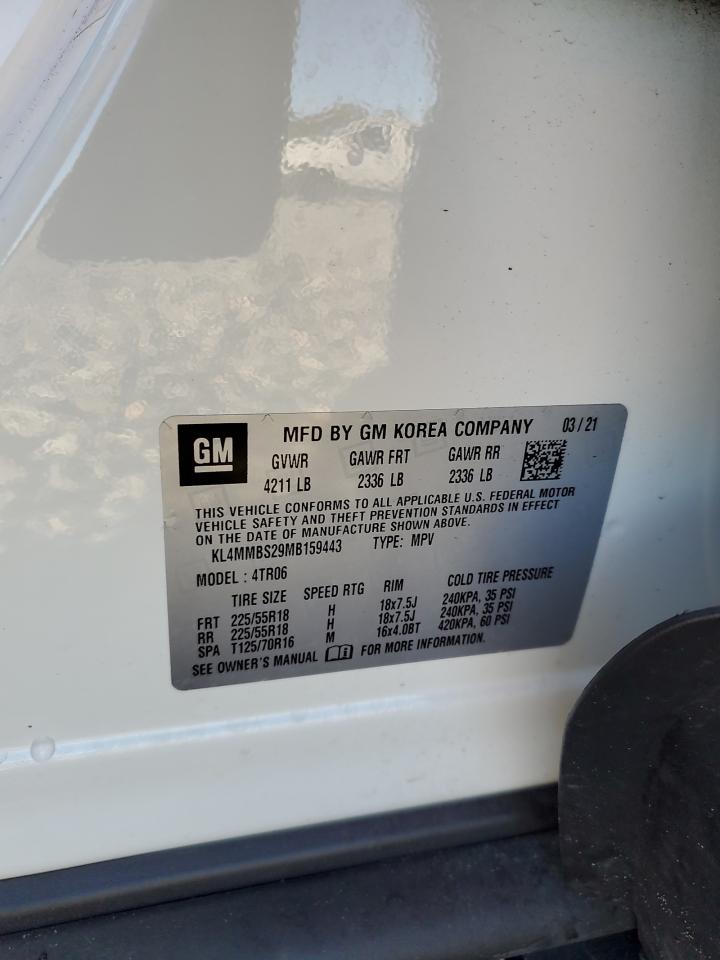 GM
MFD BY GM KOREA COMPANY 03/21
GVWR GAWR FRT GAWR RR
4211 LB 2336 LB 2336 LB
THIS VEHICLE CONFORMS TO ALL APPLICABLE U.S. FEDERAL MOTOR
VEHICLE SAFETY AND THEFT PREVENTION STANDARDS IN EFFECT
ON THE DATE OF MANUFACTURE SHOWN ABOVE.
KL4MMBS29MB159443 TYPE: MPV
MODEL : 4TR06
TIRE SIZE SPEED RTG RIM COLD TIRE PRESSURE
FRT 225/55R18 H 18x7.5J 240KPA, 35 PSI
RR 225/55R18 H 18x7.5J 240KPA, 35 PSI
SPA T125/70R16 M 16x4.0BT 420KPA, 60 PSI
SEE OWNER'S MANUAL FOR MORE INFORMATION.